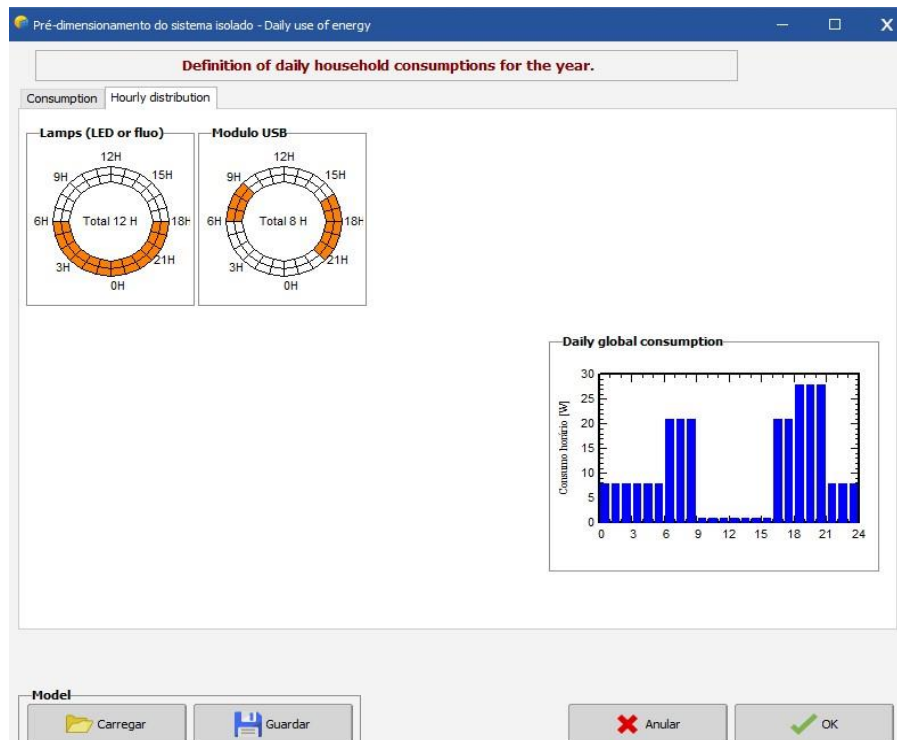 Pré-dimensionamento do sistema isolado - Daily use of energy
Definition of daily household consumptions for the year.
Consumption Hourly distribution
Lamps (LED or fluo)
12H
9H 15H
6H Total 12 H 18H
3H 21H
0H
Modulo USB
12H
9H 15H
6H Total 8 H 18H
3H 21H
0H
Daily global consumption
Consumo horário [W]
30
25
20
15
10
5
0
0 3 6 9 12 15 18 21 24
Model
Carregar Guardar Anular OK